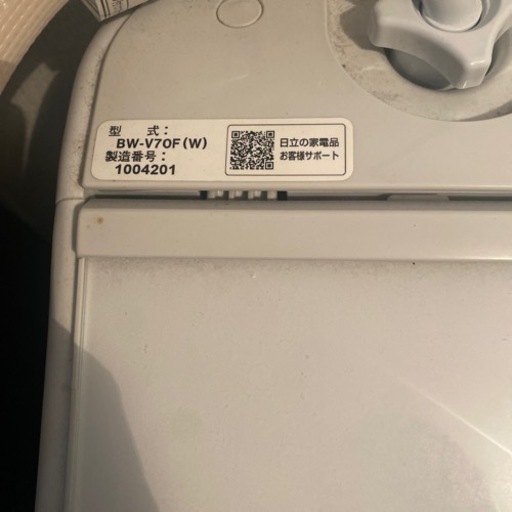 型 式:
BW-V70F(W)
製造番号:
1004201
日立の家電品
お客様サポート